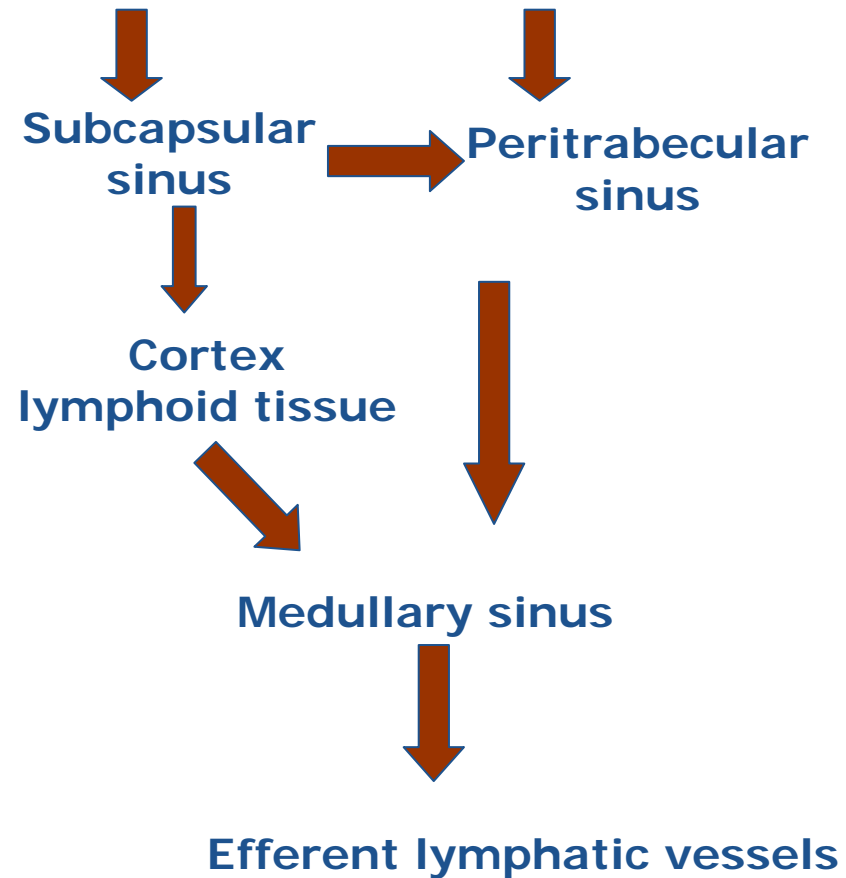 Subcapsular
sinus
Peritrabecular
sinus
Cortex
lymphoid tissue
Medullary sinus
Efferent lymphatic vessels